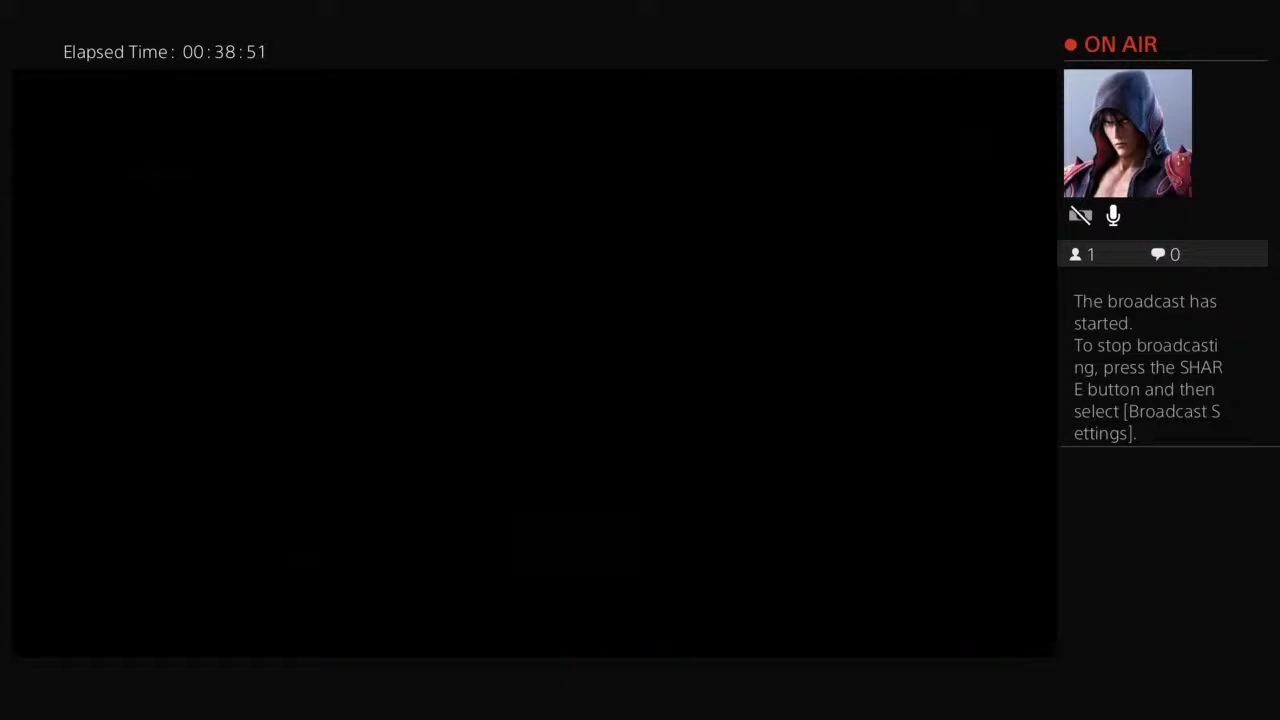 Elapsed Time: 00:38:51
ON AIR
1 0
The broadcast has
started.
To stop broadcasti
ng, press the SHAR
E button and then
select [Broadcast S
ettings].